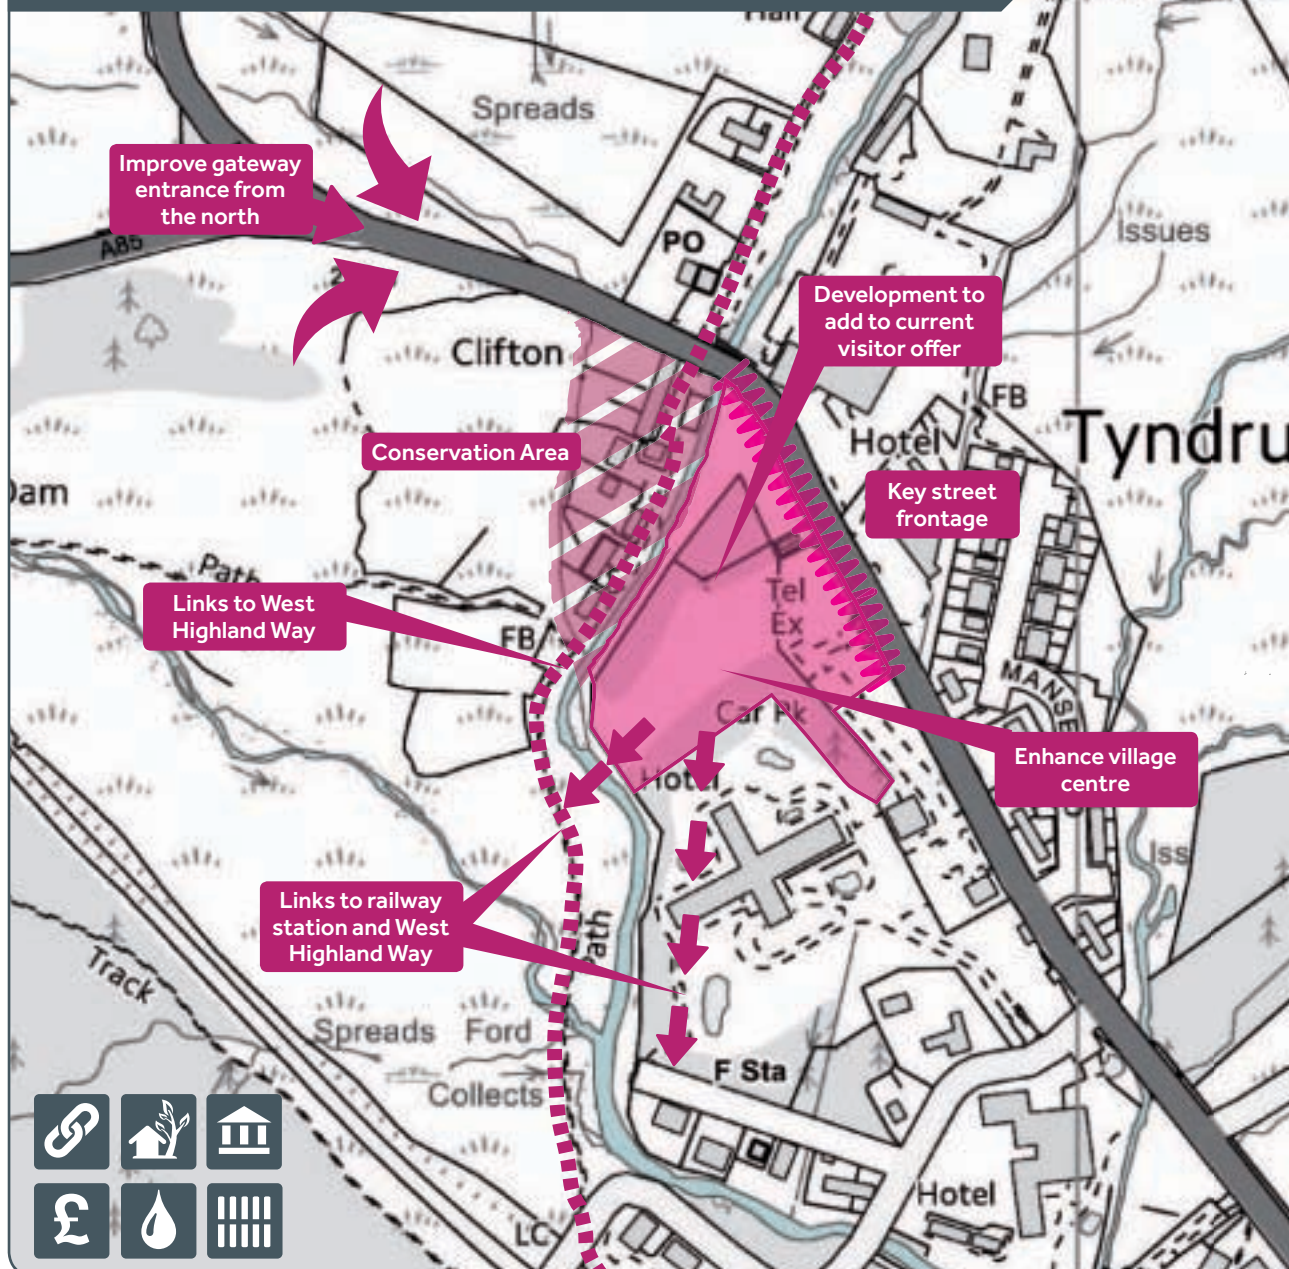 Hall
Spreads
Improve gateway
entrance from
the north
A85
PO
Issues
Development to
add to current
visitor offer
Clifton
FB
Tyndru
Hotel
Conservation Area
Key street
frontage
Dam
Path
Tel
Ex
Links to West
Highland Way
FB
MANSE
Car Pk
Enhance village
centre
Hotel
Iss
Links to railway
station and West
Highland Way
Path
Track
Spreads
Ford
Collects
F Sta
£
Hotel
LC